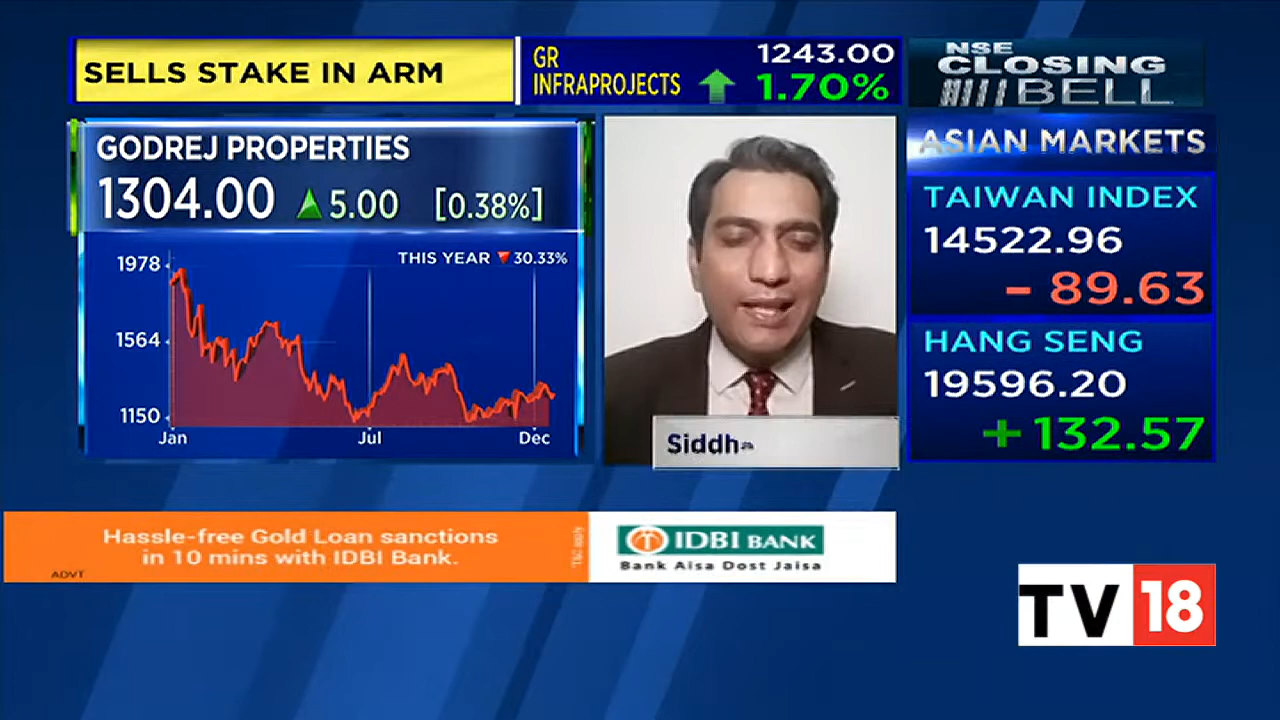 SELLS STAKE IN ARM
GR
INFRAPROJECTS
1243.00
1.70%
NSE
CLOSING
BELL
GODREJ PROPERTIES
1304.00 ▲ 5.00 [0.38%]
THIS YEAR ▼ 30.33%
1978
1564
1150
Jan Jul Dec
Siddh
ASIAN MARKETS
TAIWAN INDEX
14522.96
- 89.63
HANG SENG
19596.20
+ 132.57
Hassle-free Gold Loan sanctions
in 10 mins with IDBI Bank.
ADVT
IDBI BANK
Bank Aisa Dost Jaisa
TV18